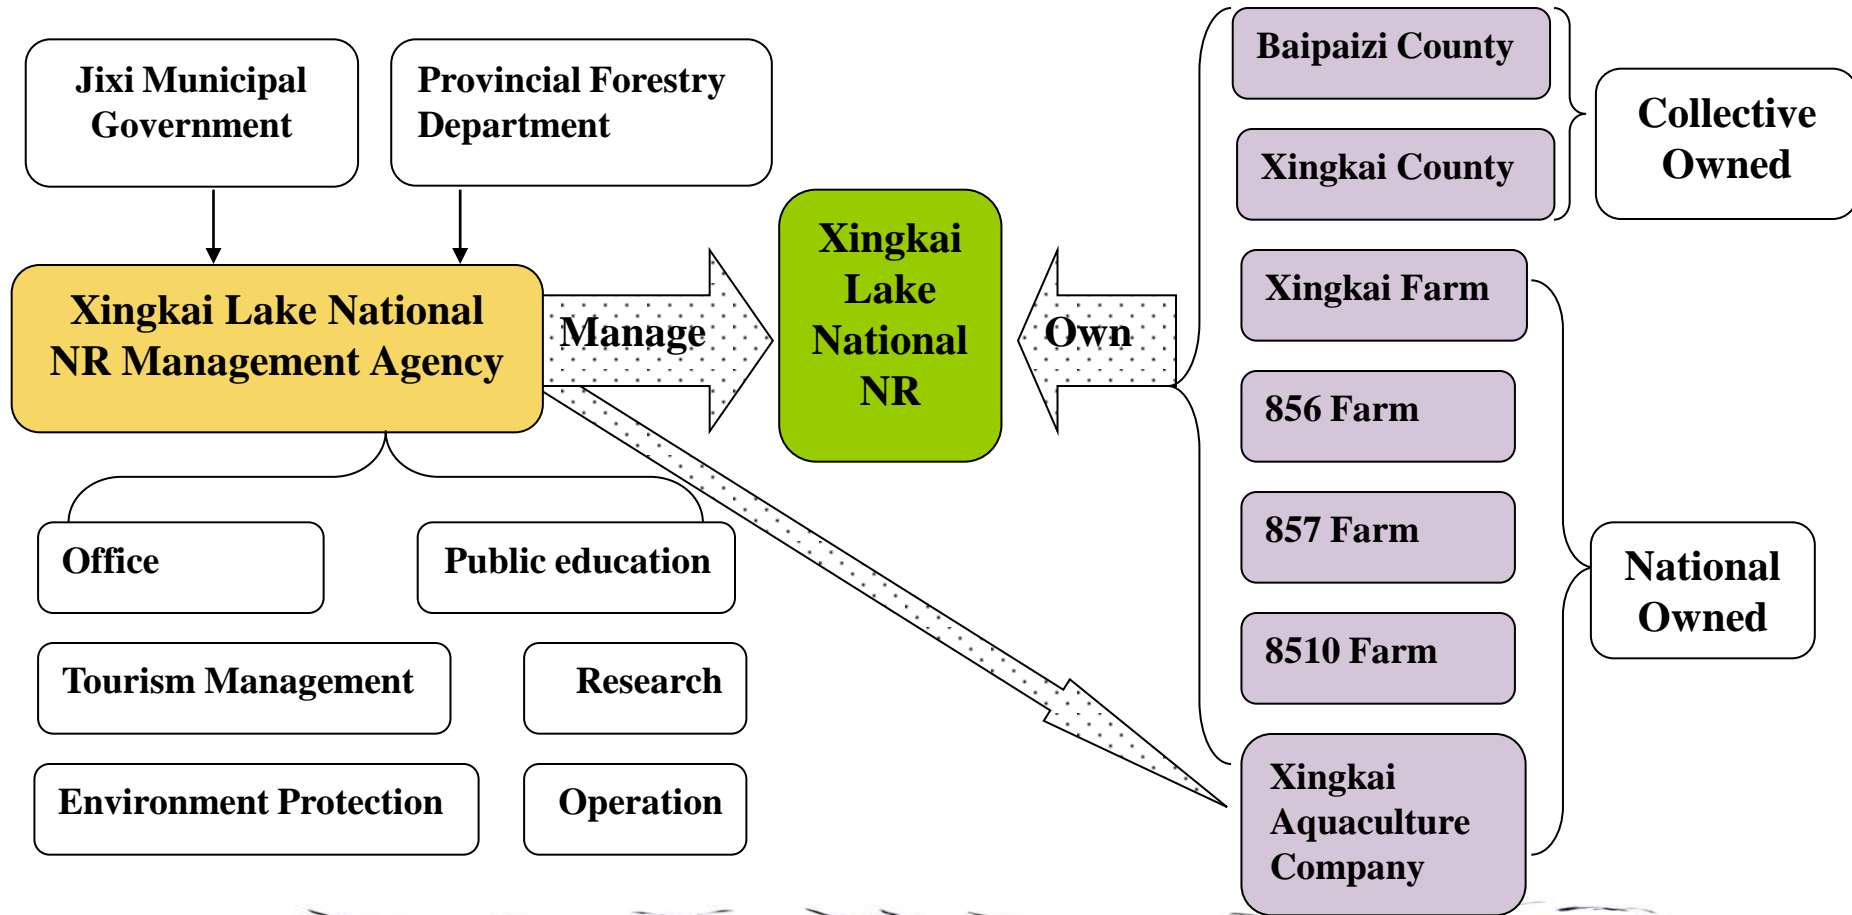 Jixi Municipal
Government
Provincial Forestry
Department
Xingkai Lake National
NR Management Agency
Manage
Xingkai
Lake
National
NR
Own
Baipaizi County
Xingkai County
Collective
Owned
Xingkai Farm
856 Farm
857 Farm
8510 Farm
Xingkai
Aquaculture
Company
National
Owned
Office
Public education
Tourism Management
Research
Environment Protection
Operation